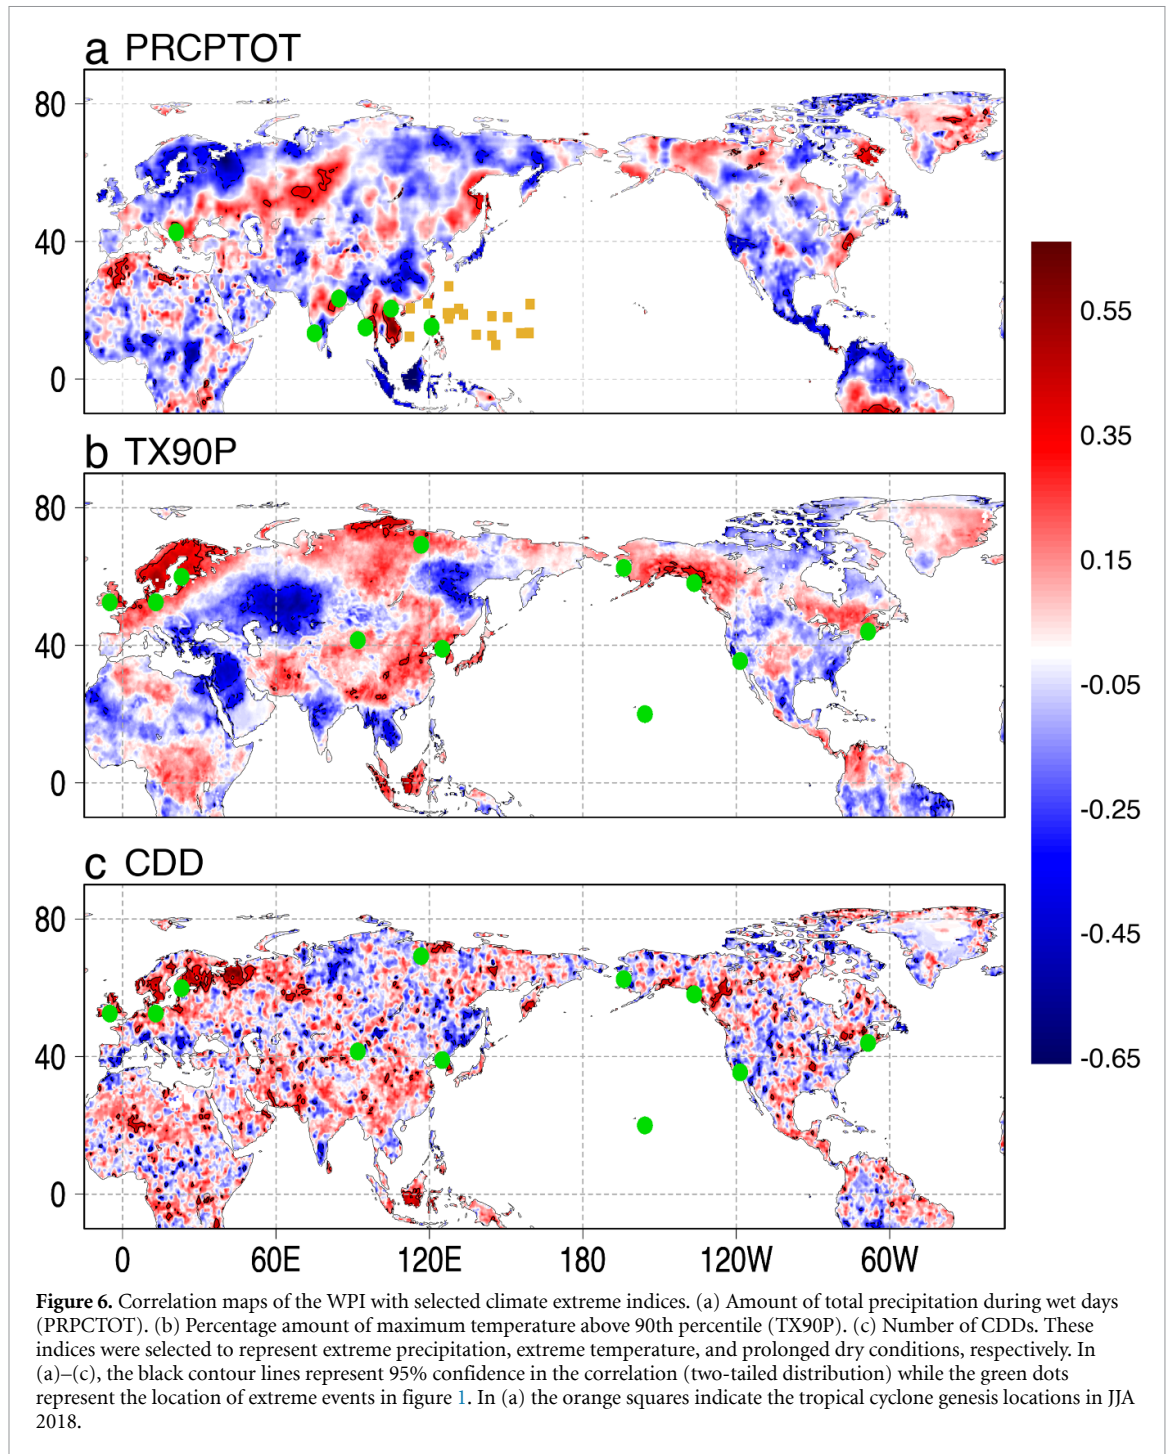 a PRCPTOT
80
40
0
b TX90P
80
40
0
c CDD
80
40
0
0 60E 120E 180 120W 60W
0.55
0.35
0.15
-0.05
-0.25
-0.45
-0.65
Figure 6. Correlation maps of the WPI with selected climate extreme indices. (a) Amount of total precipitation during wet days
(PRPCTOT). (b) Percentage amount of maximum temperature above 90th percentile (TX90P). (c) Number of CDDs. These
indices were selected to represent extreme precipitation, extreme temperature, and prolonged dry conditions, respectively. In
(a)–(c), the black contour lines represent 95% confidence in the correlation (two-tailed distribution) while the green dots
represent the location of extreme events in figure 1. In (a) the orange squares indicate the tropical cyclone genesis locations in JJA
2018.